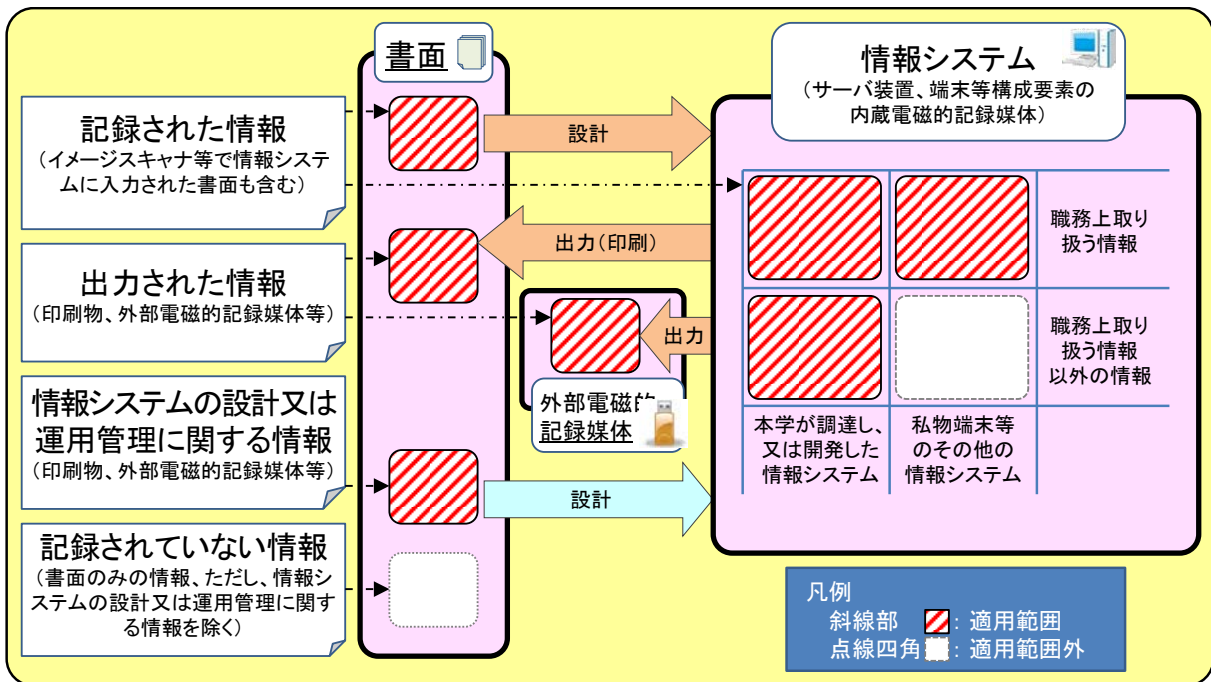 書面
情報システム
（サーバ装置、端末等構成要素の
内蔵電磁的記録媒体）
記録された情報
（イメージスキャナ等で情報システ
ムに入力された書面も含む）
設計
出力（印刷）
職務上取り
扱う情報
出力された情報
（印刷物、外部電磁的記録媒体等）
出力
職務上取り
扱う情報
以外の情報
情報システムの設計又は
運用管理に関する情報
（印刷物、外部電磁的記録媒体等）
外部電磁的
記録媒体
本学が調達し、
又は開発した
情報システム
私物端末等
のその他の
情報システム
設計
記録されていない情報
（書面のみの情報、ただし、情報シ
ステムの設計又は運用管理に関す
る情報を除く）
凡例
斜線部 ：適用範囲
点線四角 ：適用範囲外